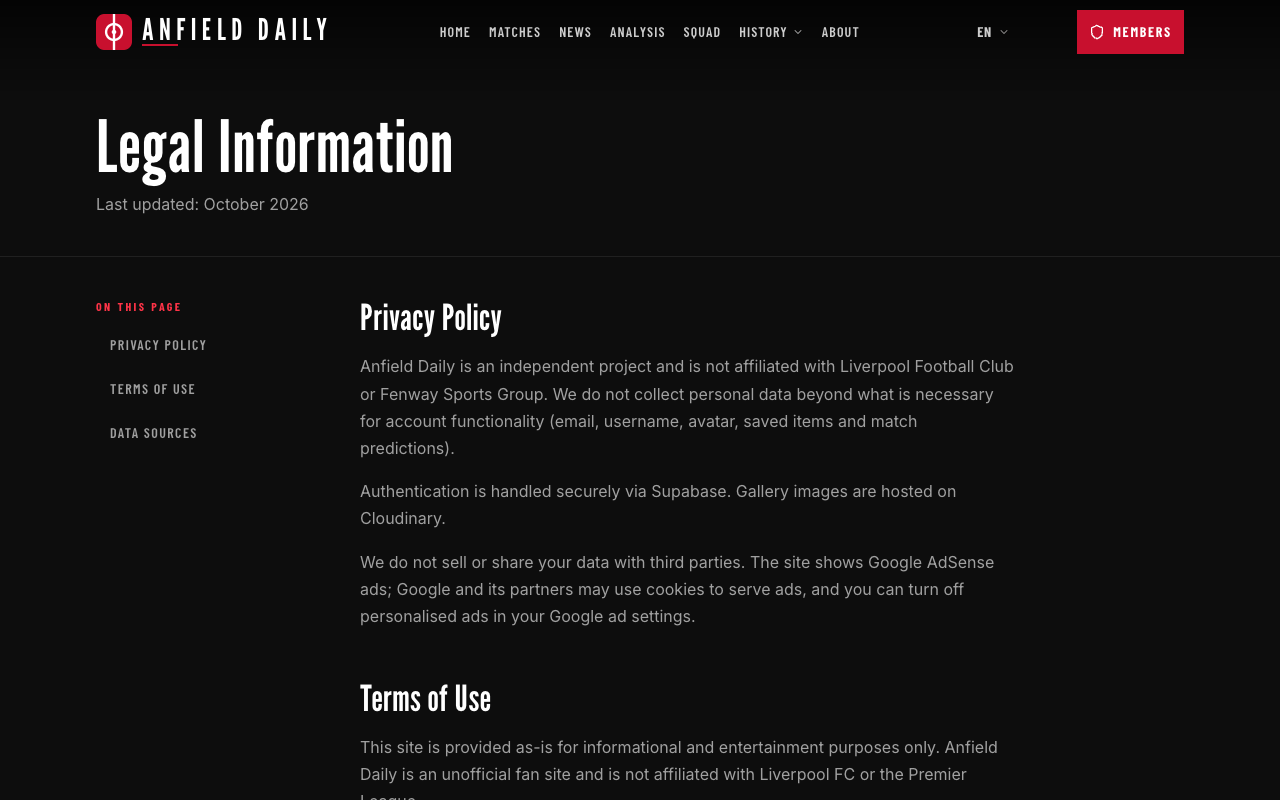 ANFIELD DAILY
HOME MATCHES NEWS ANALYSIS SQUAD HISTORY ABOUT EN MEMBERS
Legal Information
Last updated: October 2026
ON THIS PAGE
PRIVACY POLICY
TERMS OF USE
DATA SOURCES
Privacy Policy
Anfield Daily is an independent project and is not affiliated with Liverpool Football Club
or Fenway Sports Group. We do not collect personal data beyond what is necessary
for account functionality (email, username, avatar, saved items and match
predictions).
Authentication is handled securely via Supabase. Gallery images are hosted on
Cloudinary.
We do not sell or share your data with third parties. The site shows Google AdSense
ads; Google and its partners may use cookies to serve ads, and you can turn off
personalised ads in your Google ad settings.
Terms of Use
This site is provided as-is for informational and entertainment purposes only. Anfield
Daily is an unofficial fan site and is not affiliated with Liverpool FC or the Premier
League.